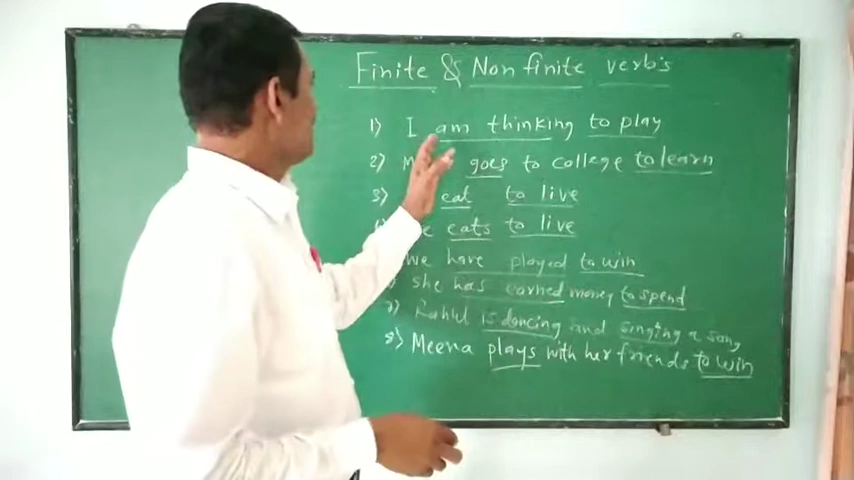 Finite & Non finite verb's
1) I am thinking to play
2) goes to college to learn
3) eat to live
eats to live
we have played to win
she has earned money to spend
7) Rahul is dancing and singing a song
8) Meena plays with her friends to win